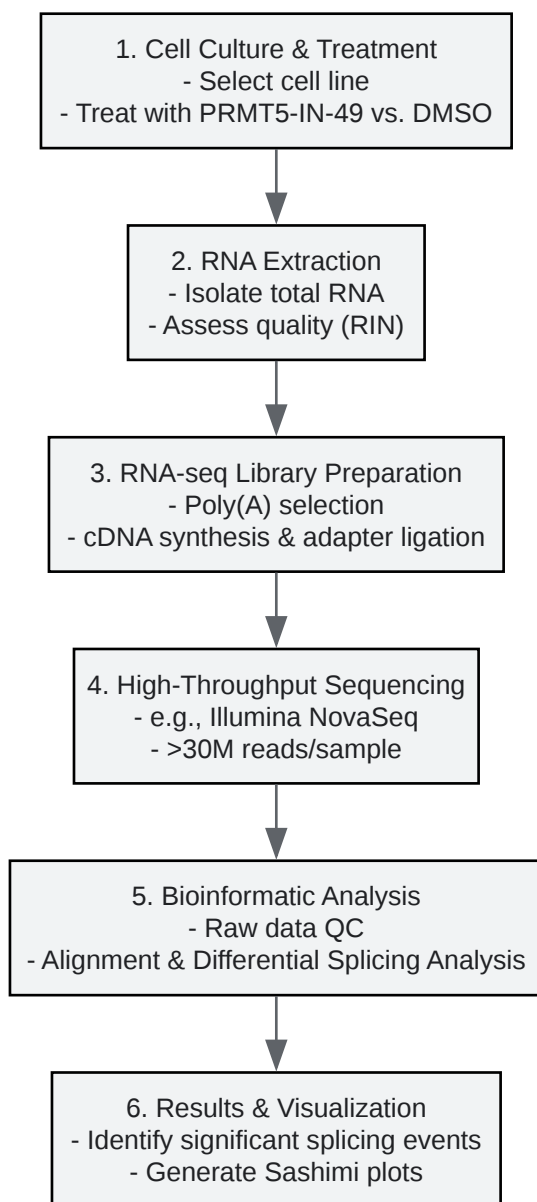 1. Cell Culture & Treatment
- Select cell line
- Treat with PRMT5-IN-49 vs. DMSO
2. RNA Extraction
- Isolate total RNA
- Assess quality (RIN)
3. RNA-seq Library Preparation
- Poly(A) selection
- cDNA synthesis & adapter ligation
4. High-Throughput Sequencing
- e.g., Illumina NovaSeq
- >30M reads/sample
5. Bioinformatic Analysis
- Raw data QC
- Alignment & Differential Splicing Analysis
6. Results & Visualization
- Identify significant splicing events
- Generate Sashimi plots